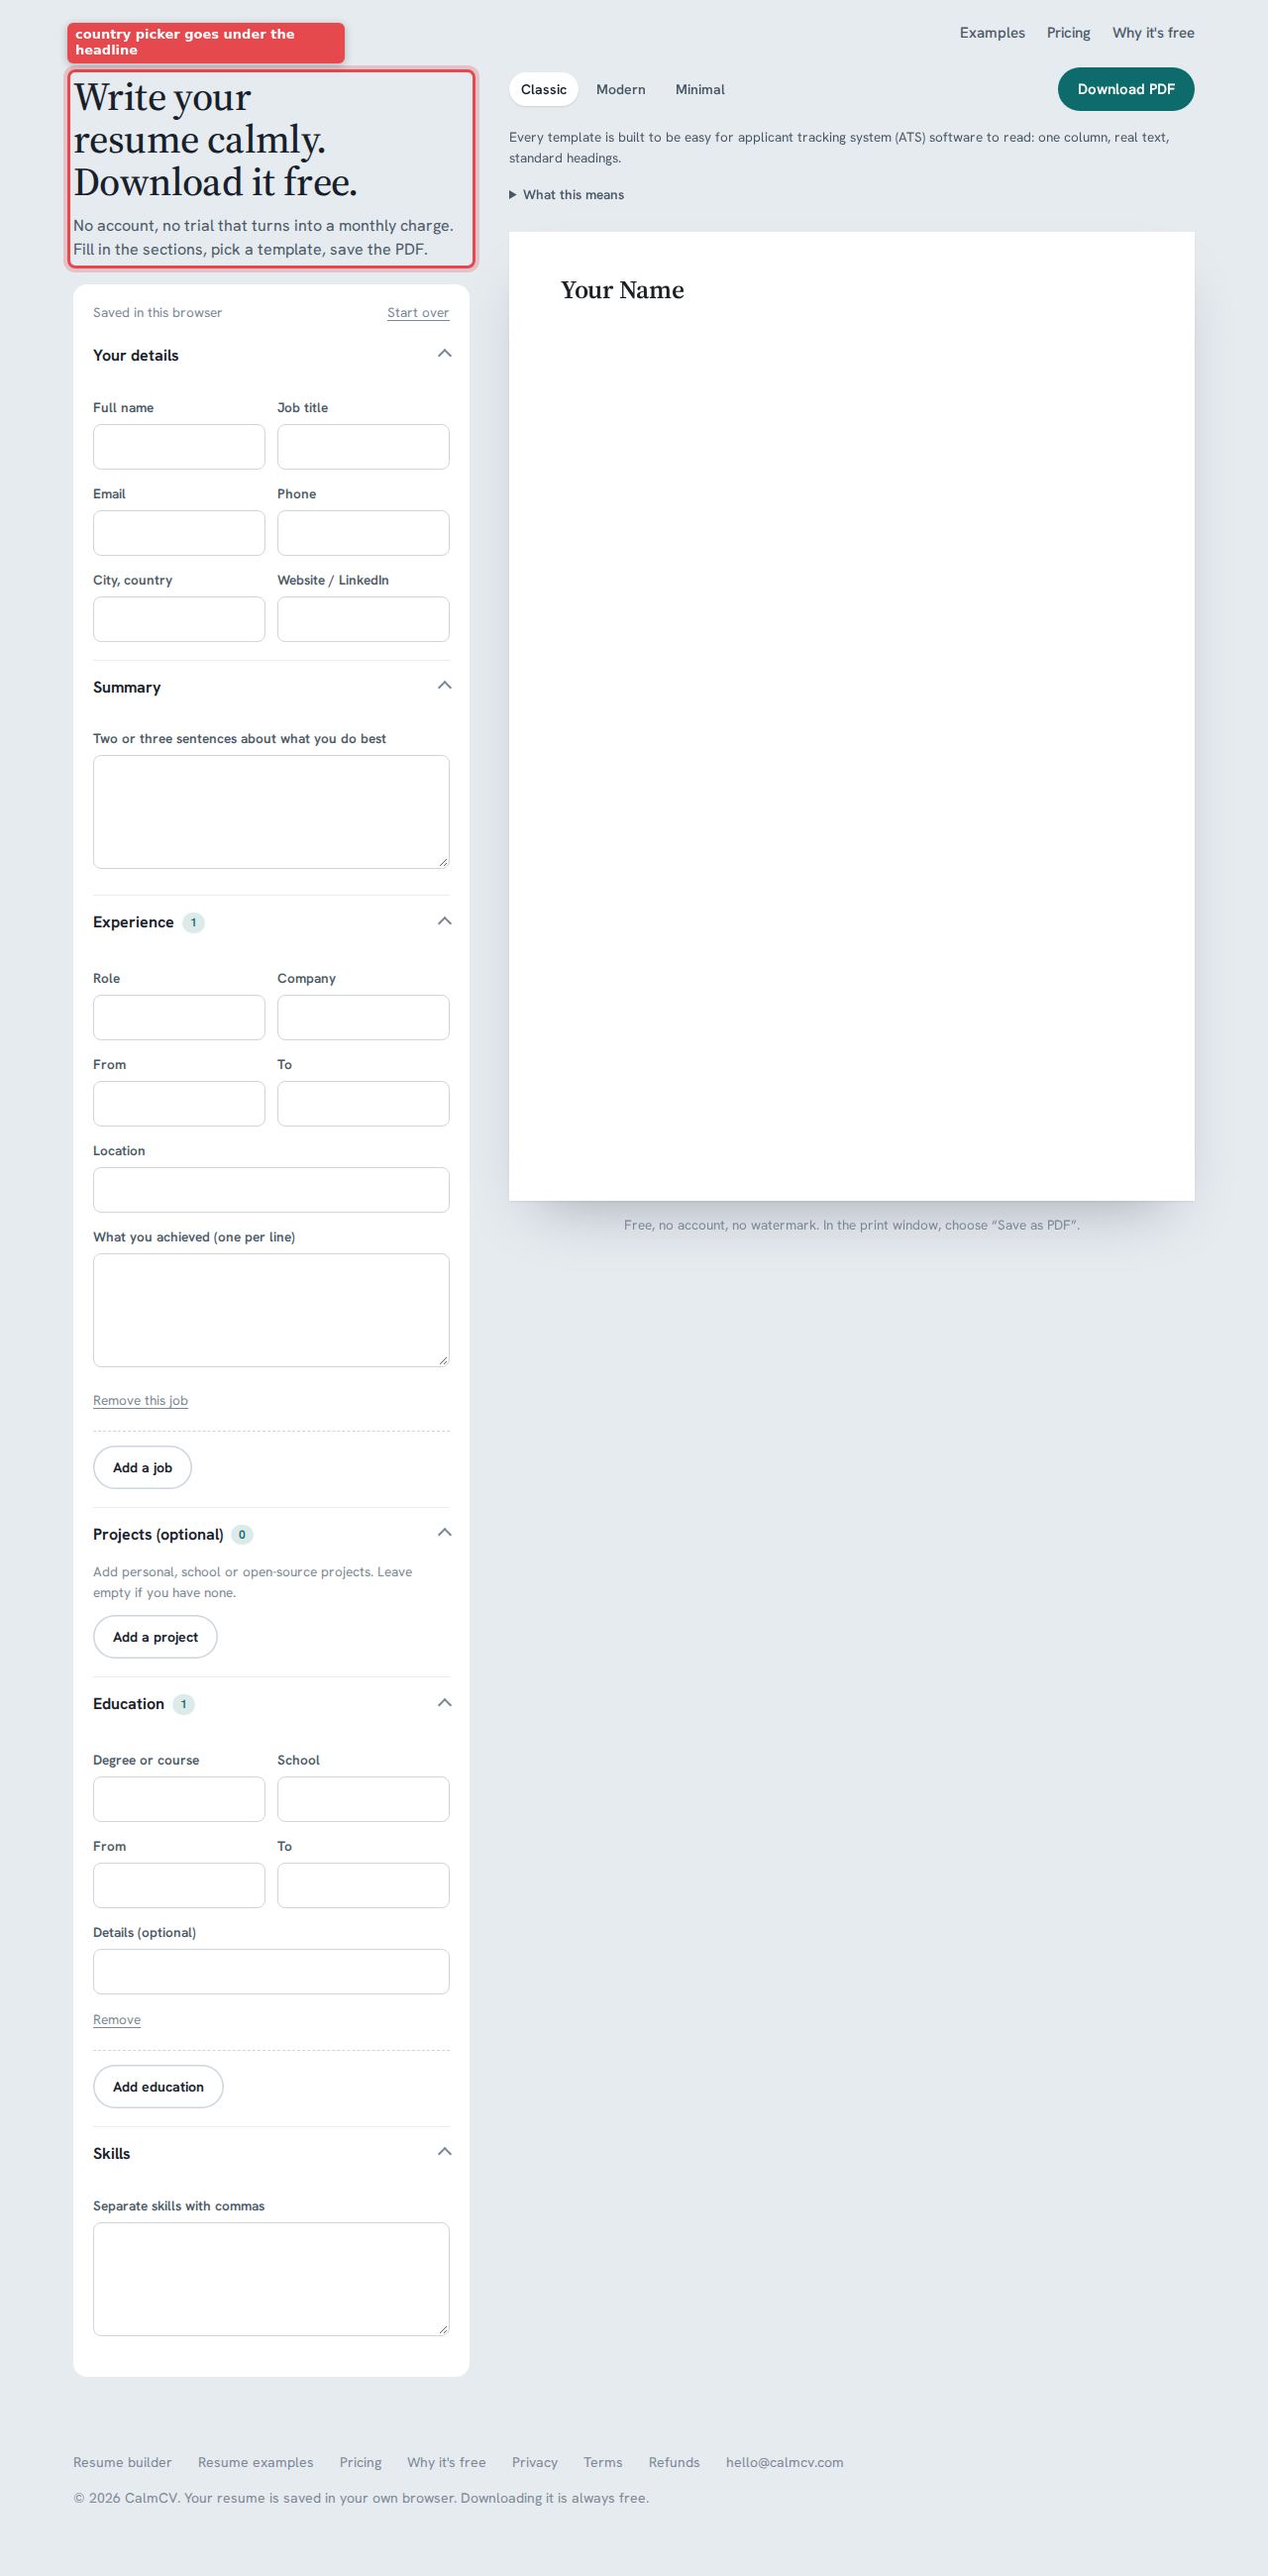 country picker goes under the
headline
Examples
Pricing
Why it's free
Write your
resume calmly.
Download it free.
No account, no trial that turns into a monthly charge.
Fill in the sections, pick a template, save the PDF.
Classic
Modern
Minimal
Download PDF
Every template is built to be easy for applicant tracking system (ATS) software to read: one column, real text,
standard headings.
What this means
Your Name
Free, no account, no watermark. In the print window, choose “Save as PDF”.
Saved in this browser
Start over
Your details
Full name
Job title
Email
Phone
City, country
Website / LinkedIn
Summary
Two or three sentences about what you do best
Experience 1
Role
Company
From
To
Location
What you achieved (one per line)
Remove this job
Add a job
Projects (optional) 0
Add personal, school or open-source projects. Leave
empty if you have none.
Add a project
Education 1
Degree or course
School
From
To
Details (optional)
Remove
Add education
Skills
Separate skills with commas
Resume builder
Resume examples
Pricing
Why it's free
Privacy
Terms
Refunds
hello@calmcv.com
© 2026 CalmCV. Your resume is saved in your own browser. Downloading it is always free.